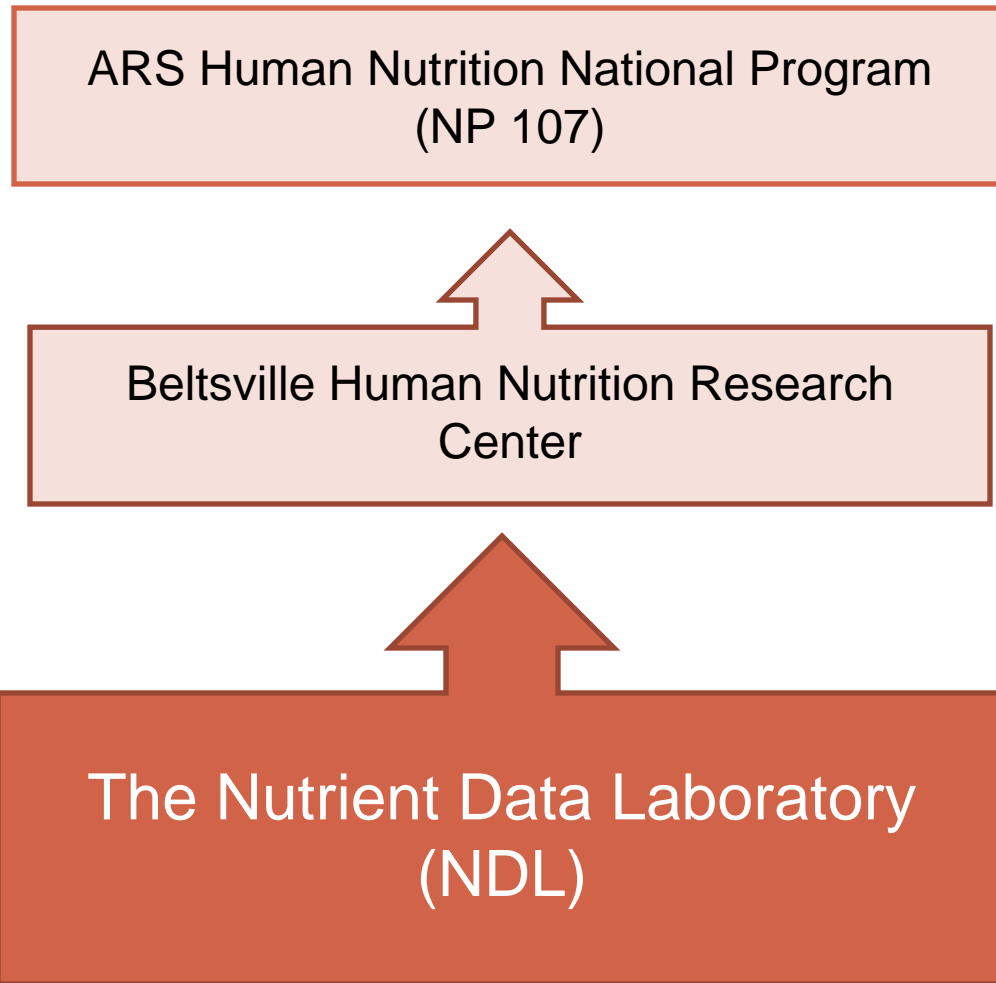 ARS Human Nutrition National Program
(NP 107)
Beltsville Human Nutrition Research
Center
The Nutrient Data Laboratory
(NDL)